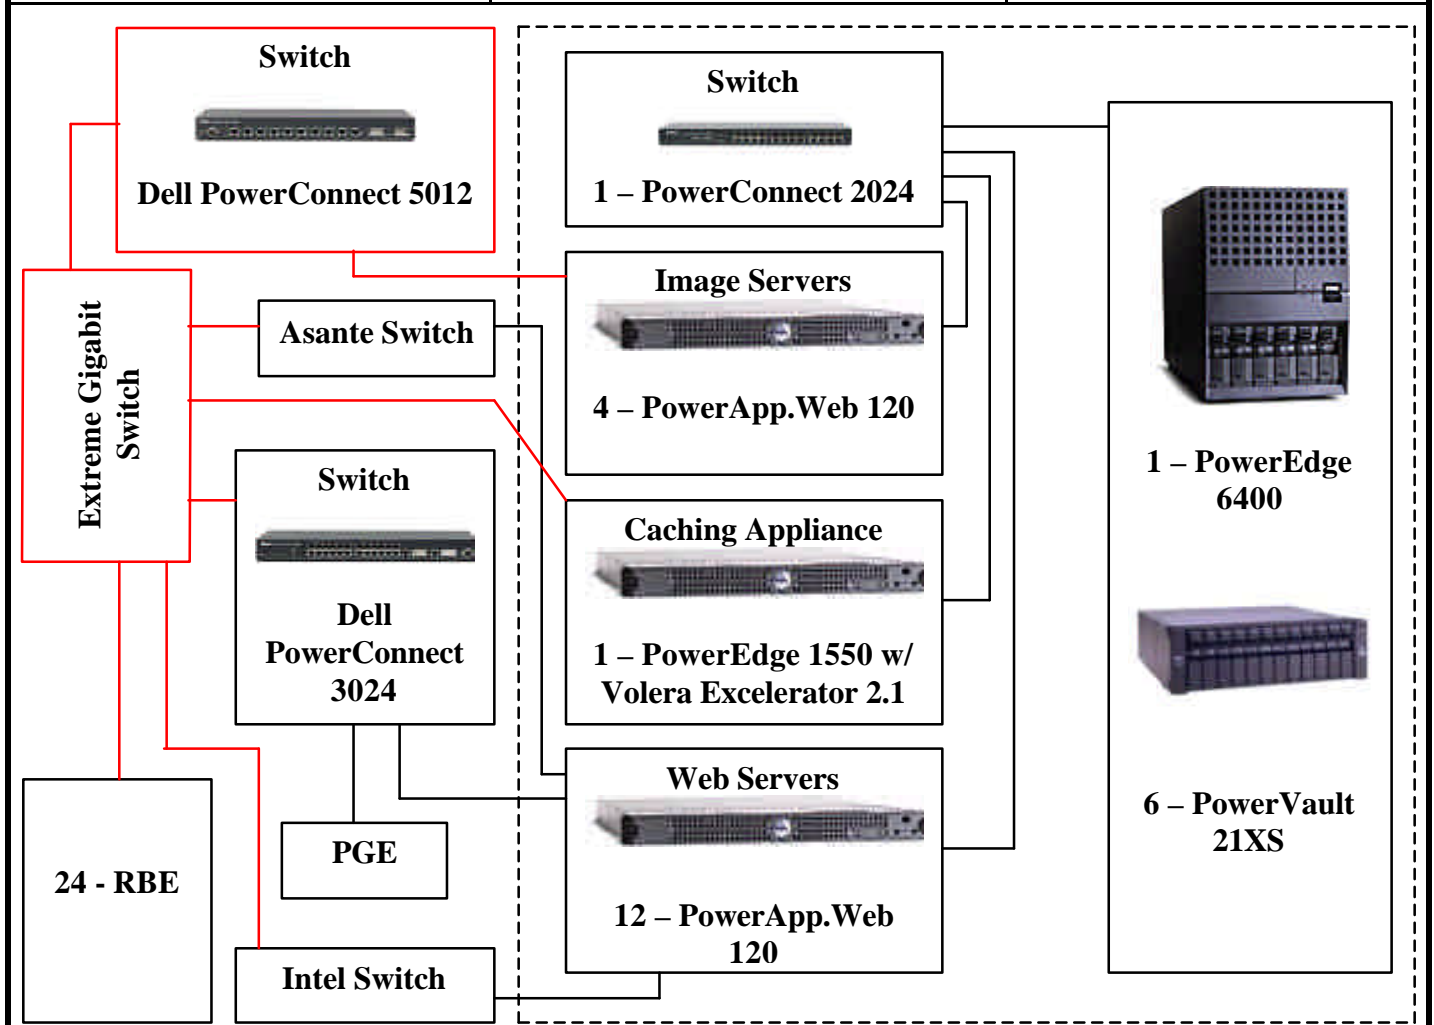 Switch
Dell PowerConnect 5012
Switch
1 – PowerConnect 2024
Image Servers
4 – PowerApp.Web 120
Asante Switch
Extreme Gigabit
Switch
Switch
Dell
PowerConnect
3024
Caching Appliance
1 – PowerEdge 1550 w/
Volera Excelerator 2.1
1 – PowerEdge
6400
6 – PowerVault
21XS
Web Servers
12 – PowerApp.Web
120
PGE
24 - RBE
Intel Switch